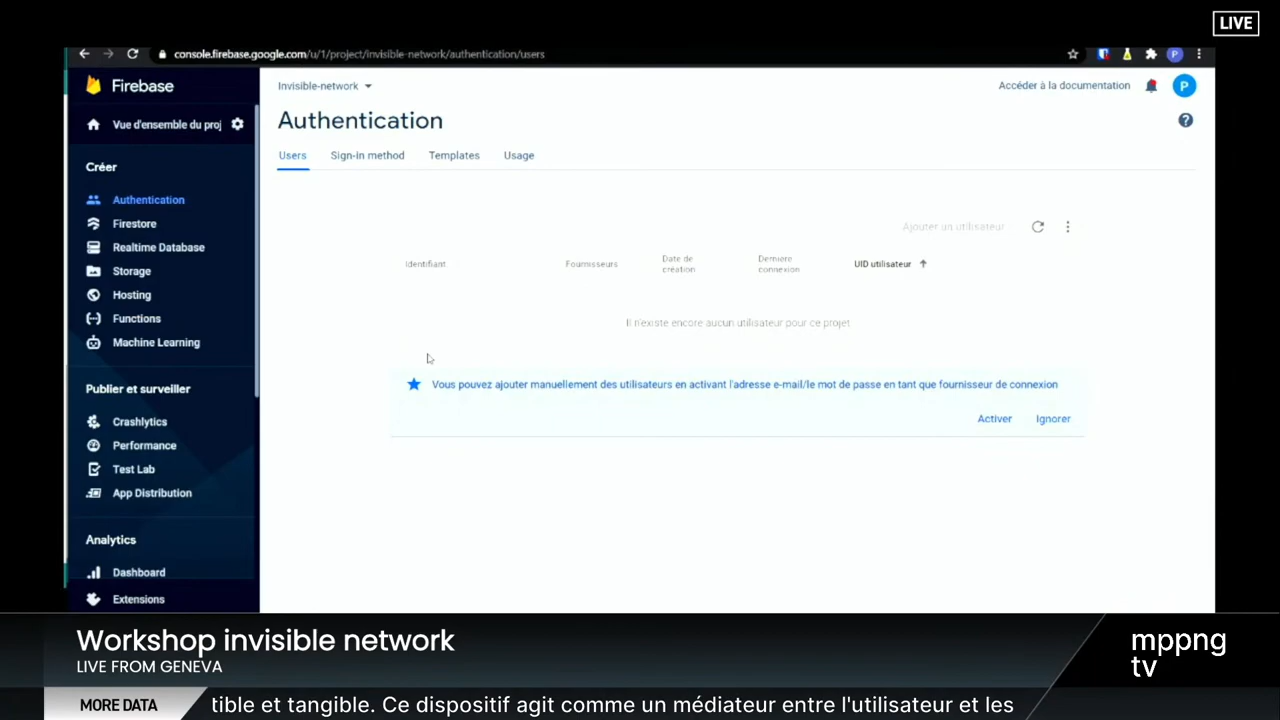 LIVE
console.firebase.google.com/u/1/project/invisible-network/authentication/users
P
Firebase
Invisible-network
Accéder à la documentation
P
Vue d'ensemble du proj
Authentication
Users Sign-in method Templates Usage
Créer
Authentication
Firestore
Realtime Database
Storage
Hosting
Functions
Machine Learning
Publier et surveiller
Crashlytics
Performance
Test Lab
App Distribution
Analytics
Dashboard
Extensions
Ajouter un utilisateur
Identifiant
Fournisseurs
Date de
création
Dernière
connexion
UID utilisateur
Il n'existe encore aucun utilisateur pour ce projet
Vous pouvez ajouter manuellement des utilisateurs en activant l'adresse e-mail/le mot de passe en tant que fournisseur de connexion
Activer Ignorer
Workshop invisible network
LIVE FROM GENEVA
mppng
tv
MORE DATA
tible et tangible. Ce dispositif agit comme un médiateur entre l'utilisateur et les